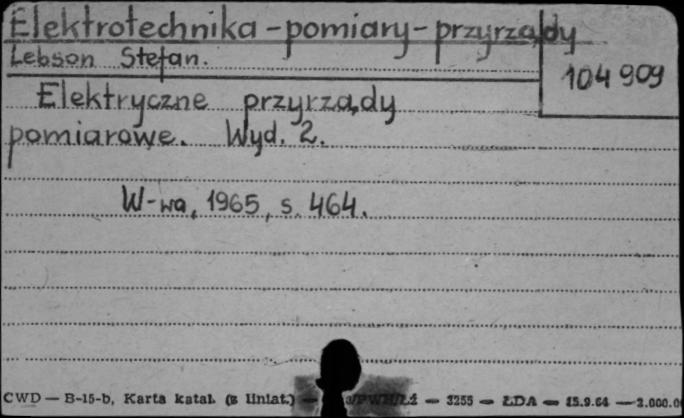 Elektrotechnika - pomiary - przyrządy
Lebson Stefan.
104 909
Elektryczne przyrządy
pomiarowe. Wyd. 2.
W-wa, 1965, s. 464.
CWD — B-15-b, Karta katal. (z liniat.) — — 3255 — ŁDA — 15.9.64 — 2.000.0